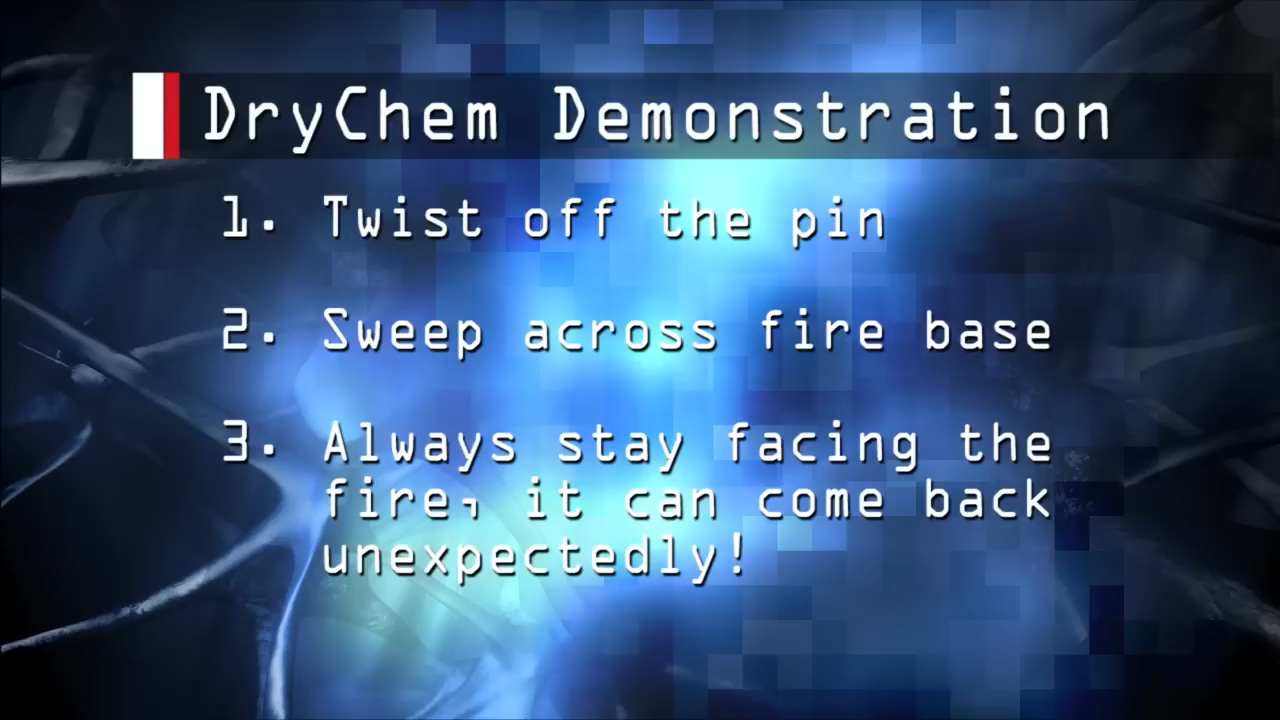 DryChem Demonstration
1. Twist off the pin
2. Sweep across fire base
3. Always stay facing the
fire, it can come back
unexpectedly!